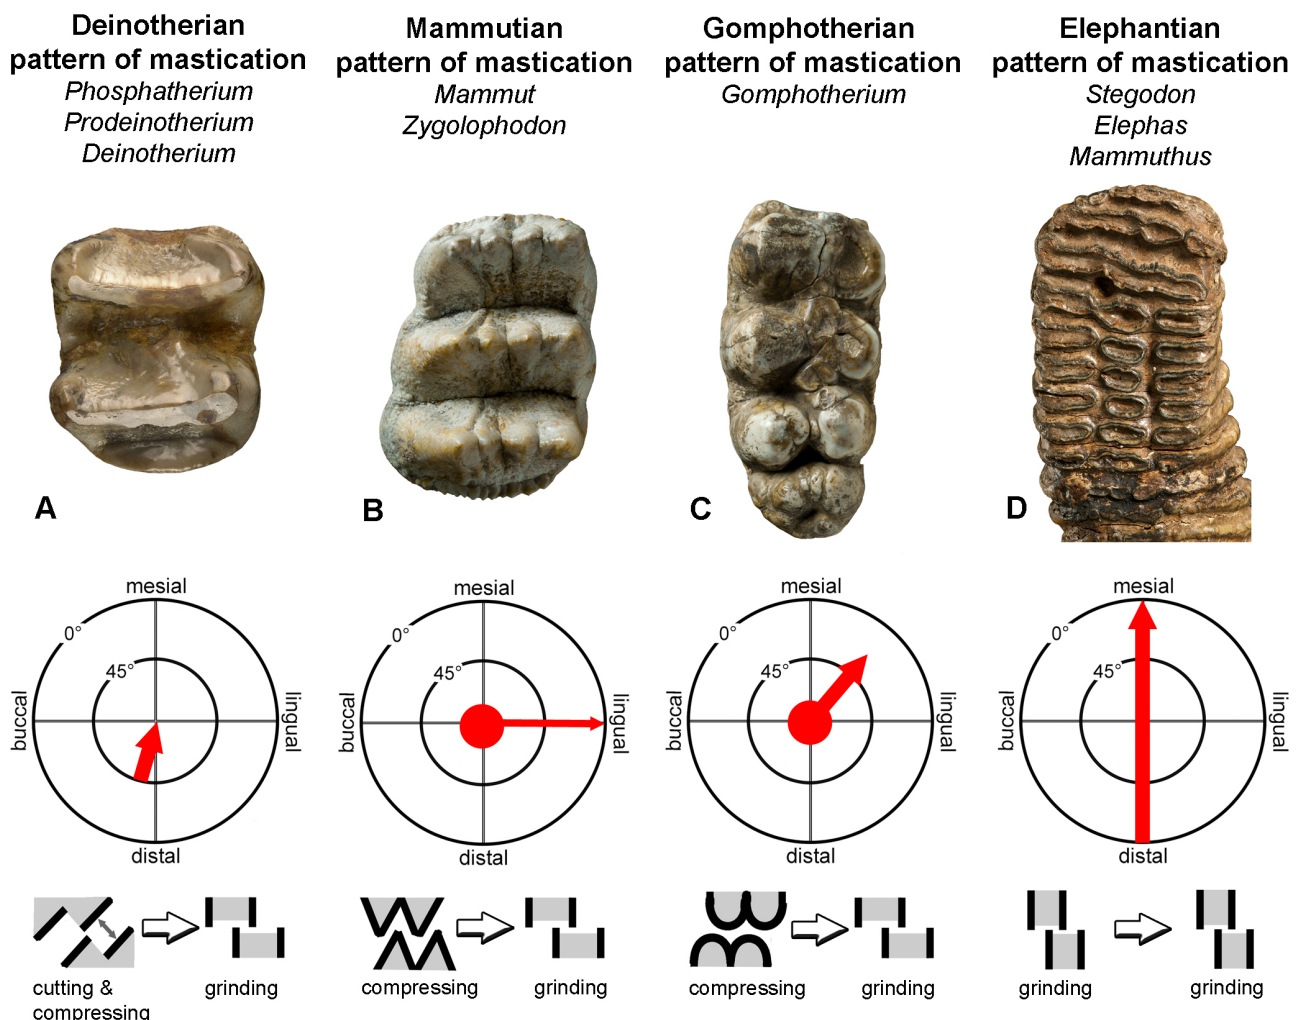 Deinotherian
pattern of mastication
Phosphatherium
Prodeinotherium
Deinotherium
Mammutian
pattern of mastication
Mammut
Zygolophodon
Gomphotherian
pattern of mastication
Gomphotherium
Elephantian
pattern of mastication
Stegodon
Elephas
Mammuthus
A
B
C
D
mesial
0°
45°
buccal
lingual
distal
mesial
0°
45°
buccal
lingual
distal
mesial
0°
45°
buccal
lingual
distal
mesial
0°
45°
buccal
lingual
distal
cutting &
compressing
grinding
compressing
grinding
compressing
grinding
grinding
grinding